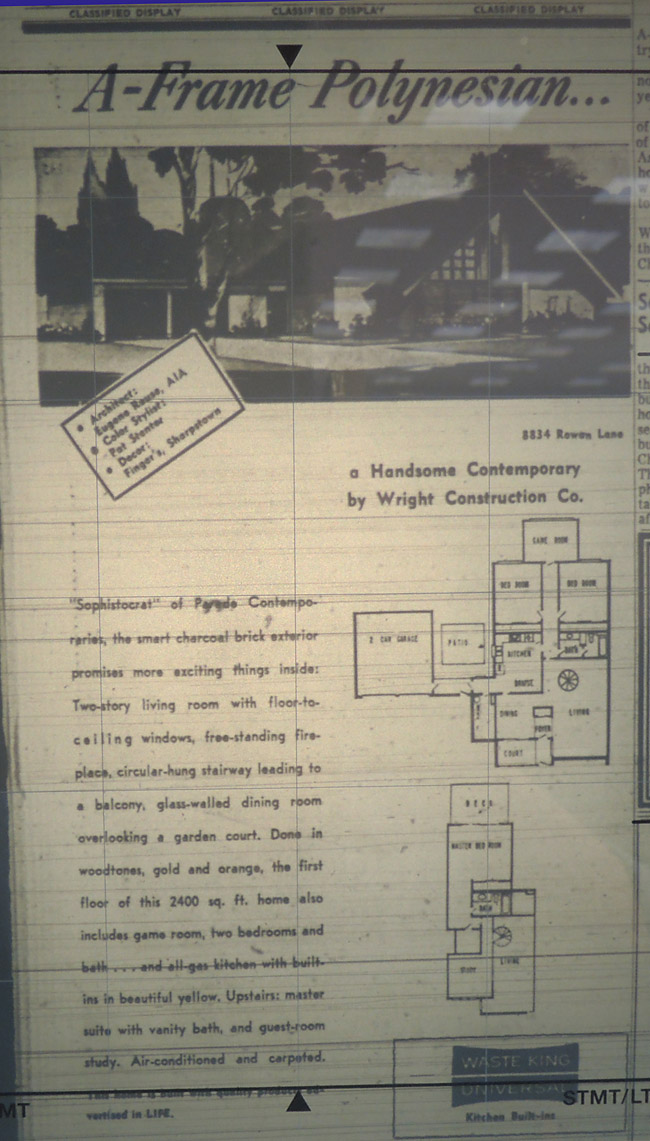 CLASSIFIED DISPLAY CLASSIFIED DISPLAY CLASSIFIED DISPLAY
A-Frame Polynesian...
• Architect:
Eugene Rouse, AIA
• Color Stylist:
Pat Stenter
• Decor:
Finger's, Sharpstown
8834 Rowan Lane
a Handsome Contemporary
by Wright Construction Co.
GAME ROOM
BED ROOM BED ROOM
2 CAR GARAGE
PATIO
KITCHEN
BATH
DINING
LIVING
FOYER
COURT
"Sophistocrat" of Parade Contempo-
raries, the smart charcoal brick exterior
promises more exciting things inside:
Two-story living room with floor-to-
ceiling windows, free-standing fire-
place, circular-hung stairway leading to
a balcony, glass-walled dining room
overlooking a garden court. Done in
woodtones, gold and orange, the first
floor of this 2400 sq. ft. home also
includes game room, two bedrooms and
bath . . . and all-gas kitchen with built-
ins in beautiful yellow. Upstairs: master
suite with vanity bath, and guest-room
study. Air-conditioned and carpeted.
This home is built with quality products ad-
vertised in LIFE.
DECK
MASTER BED ROOM
BATH
LIVING
STUDY
WASTE KING
UNIVERSAL
Kitchen Built-ins
MT
STMT/LT